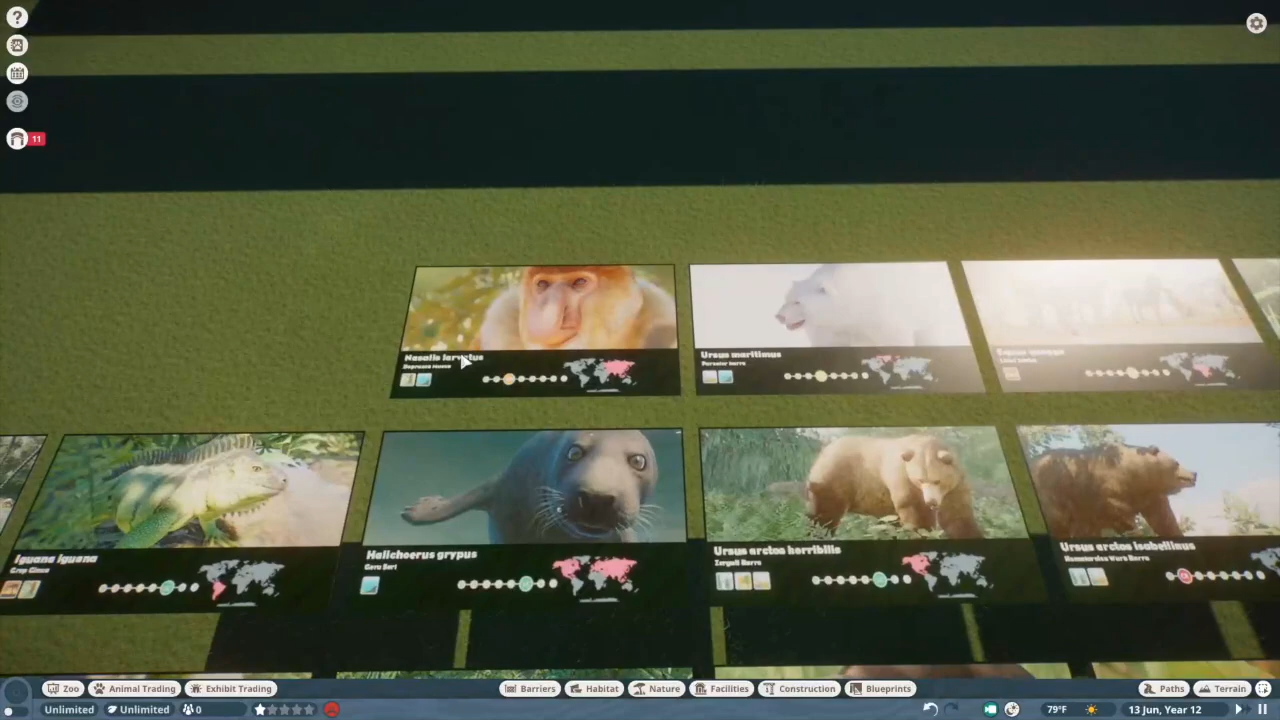 ?
11
Nasalis larvatus
Ursus maritimus
Iguana iguana
Halichoerus grypus
Ursus arctos horribilis
Ursus arctos isabellinus
Zoo
Animal Trading
Exhibit Trading
Barriers
Habitat
Nature
Facilities
Construction
Blueprints
Paths
Terrain
Unlimited
Unlimited
0
79°F
13 Jun, Year 12